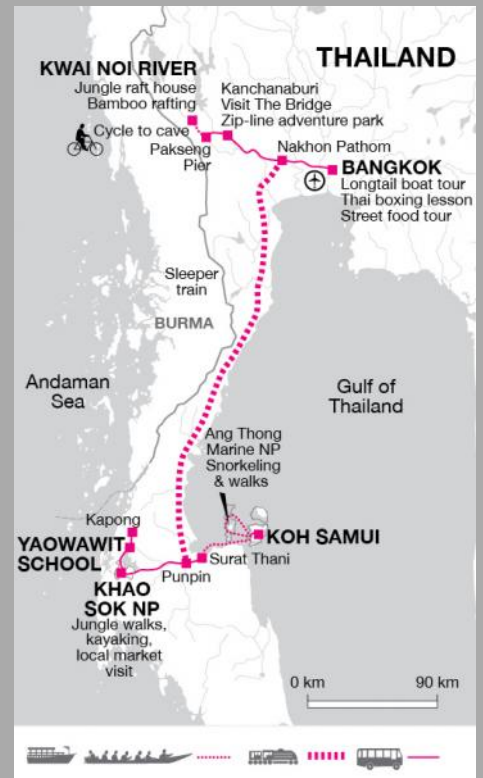 THAILAND
KWAI NOI RIVER
Jungle raft house
Bamboo rafting
Cycle to cave
Pakseng
Pier
Kanchanaburi
Visit The Bridge
Zip-line adventure park
Nakhon Pathom
BANGKOK
Longtail boat tour
Thai boxing lesson
Street food tour
Sleeper
train
BURMA
Andaman
Sea
Gulf of
Thailand
Ang Thong
Marine NP
Snorkeling
& walks
Kapong
YAOWAWIT
SCHOOL
KOH SAMUI
Surat Thani
Punpin
KHAO
SOK NP
Jungle walks,
kayaking,
local market
visit
0 km
90 km